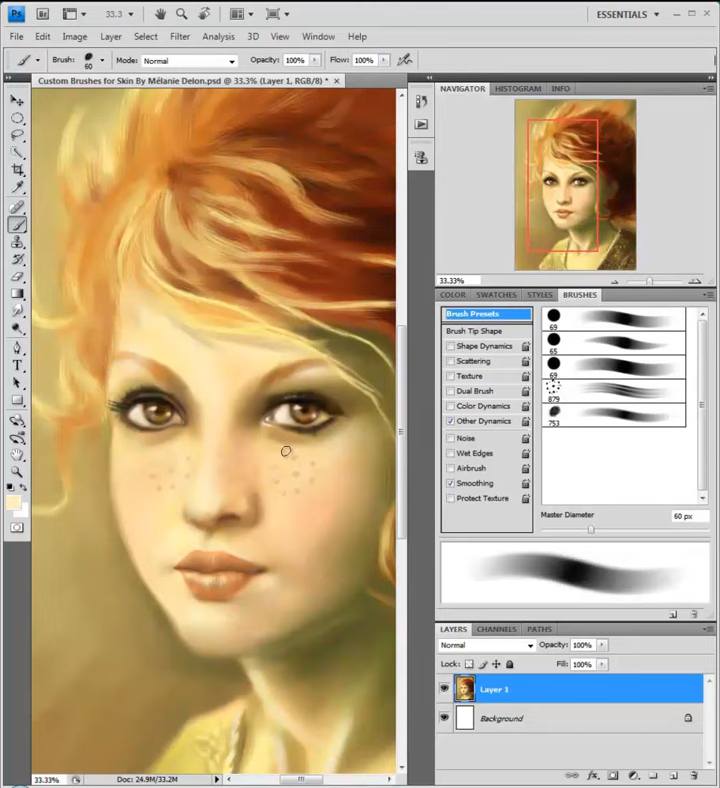 Ps Br 33.3 ESSENTIALS
File Edit Image Layer Select Filter Analysis 3D View Window Help
Brush: 60 Mode: Normal Opacity: 100% Flow: 100%
Custom Brushes for Skin By Mélanie Delon.psd @ 33.3% (Layer 1, RGB/8) *
NAVIGATOR HISTOGRAM INFO
33.33%
COLOR SWATCHES STYLES BRUSHES
Brush Presets
Brush Tip Shape
Shape Dynamics
Scattering
Texture
Dual Brush
Color Dynamics
Other Dynamics
Noise
Wet Edges
Airbrush
Smoothing
Protect Texture
69
65
69
879
753
Master Diameter 60 px
LAYERS CHANNELS PATHS
Normal Opacity: 100%
Lock: Fill: 100%
Layer 1
Background
33.33% Doc: 24.9M/33.2M